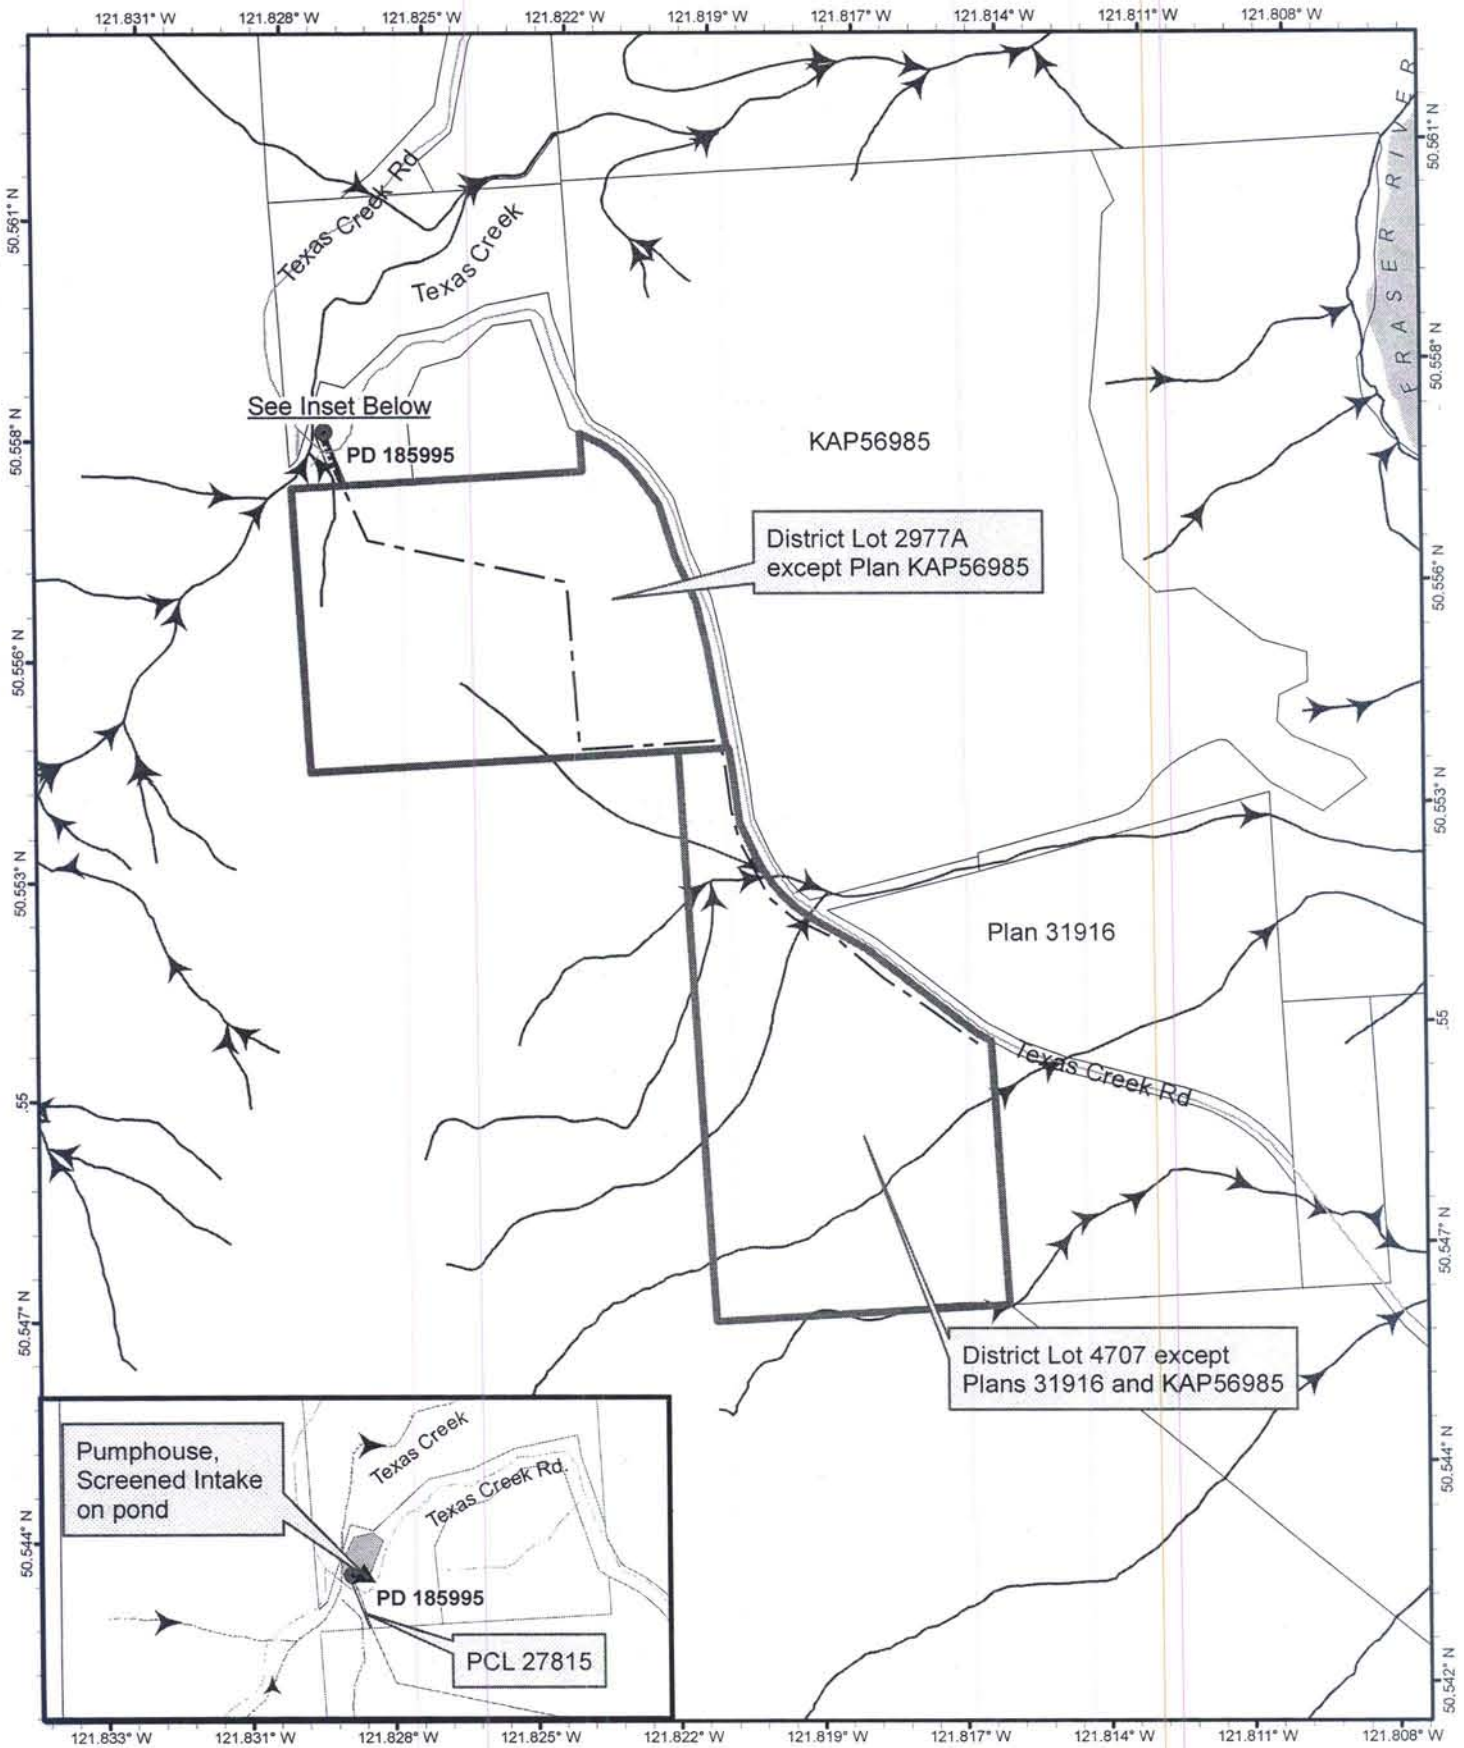 121.831° W
121.828° W
121.825° W
121.822° W
121.819° W
121.817° W
121.814° W
121.811° W
121.808° W
50.561° N
50.561° N
Texas Creek Rd
Texas Creek
FRASER RIVER
50.558° N
50.558° N
See Inset Below
PD 185995
KAP56985
District Lot 2977A
except Plan KAP56985
50.556° N
50.556° N
50.553° N
50.553° N
Plan 31916
.55
.55
Texas Creek Rd
50.547° N
50.547° N
District Lot 4707 except
Plans 31916 and KAP56985
50.544° N
50.544° N
Pumphouse,
Screened Intake
on pond
Texas Creek
Texas Creek Rd.
PD 185995
PCL 27815
50.542° N
121.833° W
121.831° W
121.828° W
121.825° W
121.822° W
121.819° W
121.817° W
121.814° W
121.811° W
121.808° W